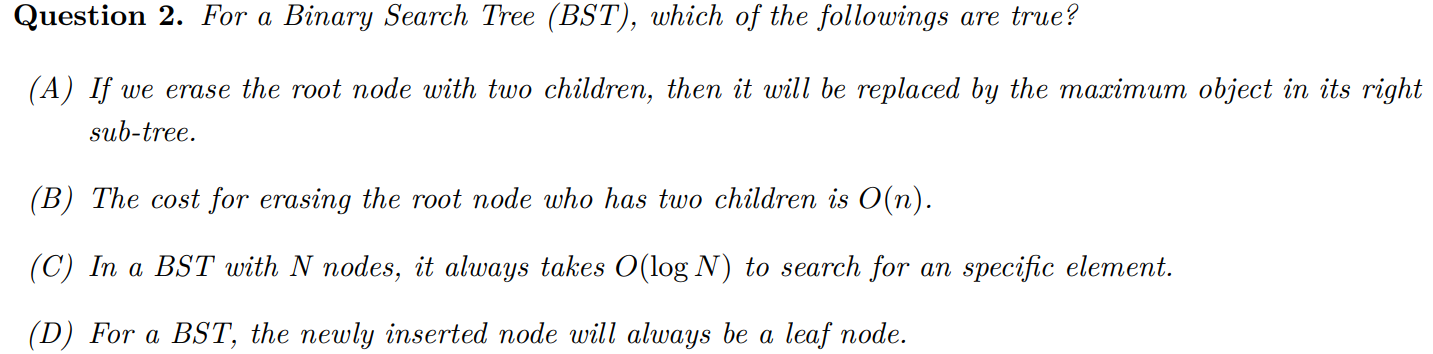 Question 2. For a Binary Search Tree (BST), which of the followings are true?
(A) If we erase the root node with two children, then it will be replaced by the maximum object in its right
sub-tree.
(B) The cost for erasing the root node who has two children is O(n).
(C) In a BST with N nodes, it always takes O(log N) to search for an specific element.
(D) For a BST, the newly inserted node will always be a leaf node.